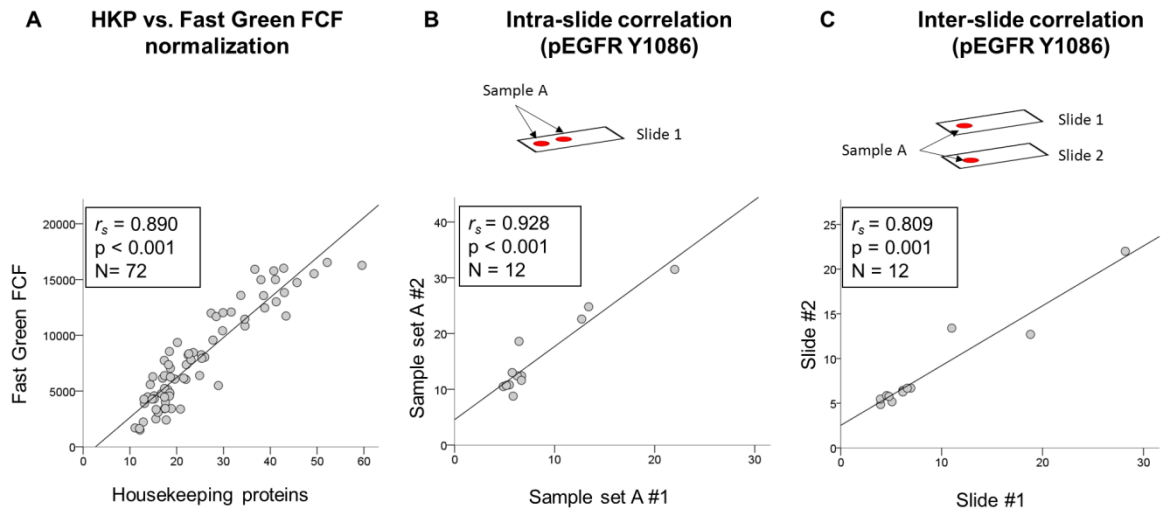 A
HKP vs. Fast Green FCF
normalization
rs = 0.890
p < 0.001
N= 72
Fast Green FCF
20000
15000
10000
5000
0
0 10 20 30 40 50 60
Housekeeping proteins
B
Intra-slide correlation
(pEGFR Y1086)
Sample A
Slide 1
rs = 0.928
p < 0.001
N = 12
Sample set A #2
40
30
20
10
0
0 10 20 30
Sample set A #1
C
Inter-slide correlation
(pEGFR Y1086)
Slide 1
Sample A
Slide 2
rs = 0.809
p = 0.001
N = 12
Slide #2
25
20
15
10
5
0
0 10 20 30
Slide #1